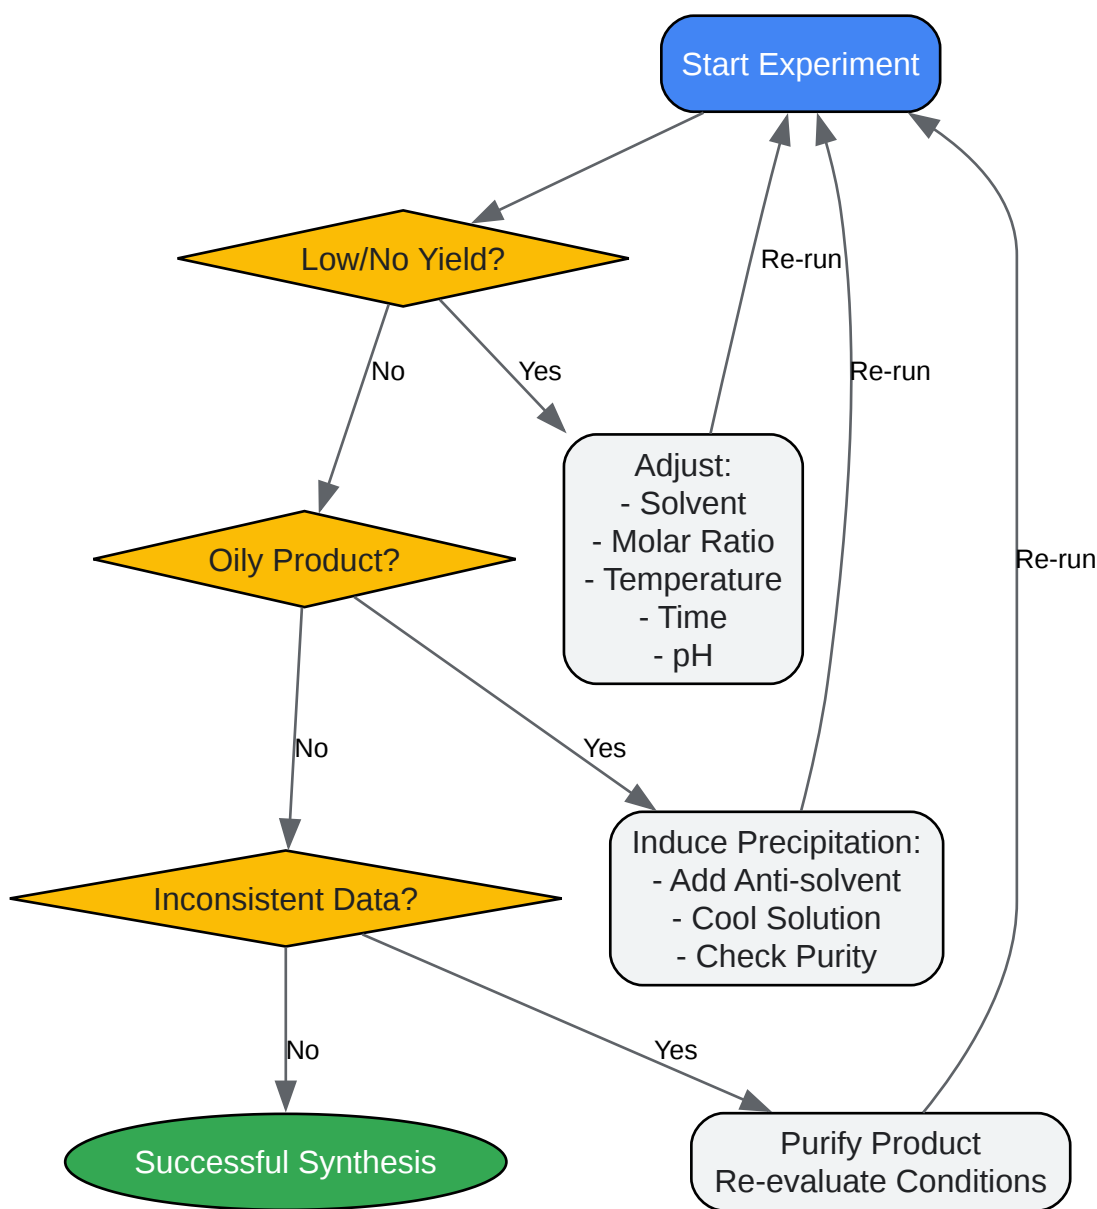 Start Experiment
Low/No Yield?
Re-run
No
Yes
Re-run
Adjust:
- Solvent
- Molar Ratio
- Temperature
- Time
- pH
Oily Product?
Re-run
No
Yes
Induce Precipitation:
- Add Anti-solvent
- Cool Solution
- Check Purity
Inconsistent Data?
No
Yes
Successful Synthesis
Purify Product
Re-evaluate Conditions